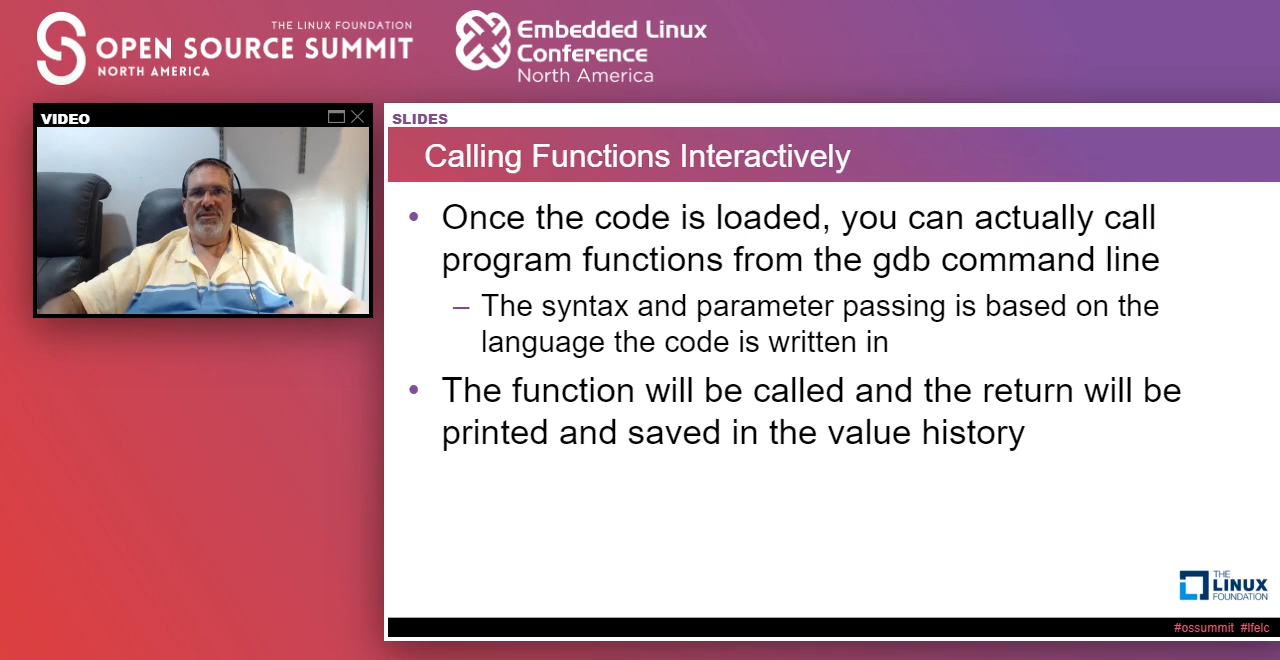 THE LINUX FOUNDATION
OPEN SOURCE SUMMIT
NORTH AMERICA
Embedded Linux
Conference
North America
VIDEO
SLIDES
Calling Functions Interactively
• Once the code is loaded, you can actually call
program functions from the gdb command line
– The syntax and parameter passing is based on the
language the code is written in
• The function will be called and the return will be
printed and saved in the value history
THE
LINUX
FOUNDATION
#ossummit #lfelc